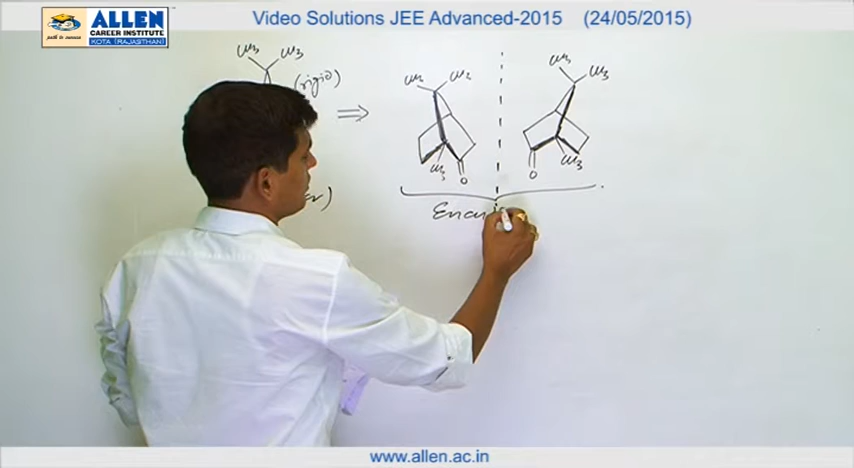 ALLEN
CAREER INSTITUTE
path to success
KOTA (RAJASTHAN)
Video Solutions JEE Advanced-2015 (24/05/2015)
CH3 CH3
(rigid)
⇒
CH3 CH3
CH3 CH3
CH3
O
O
CH3
Enanti
www.allen.ac.in